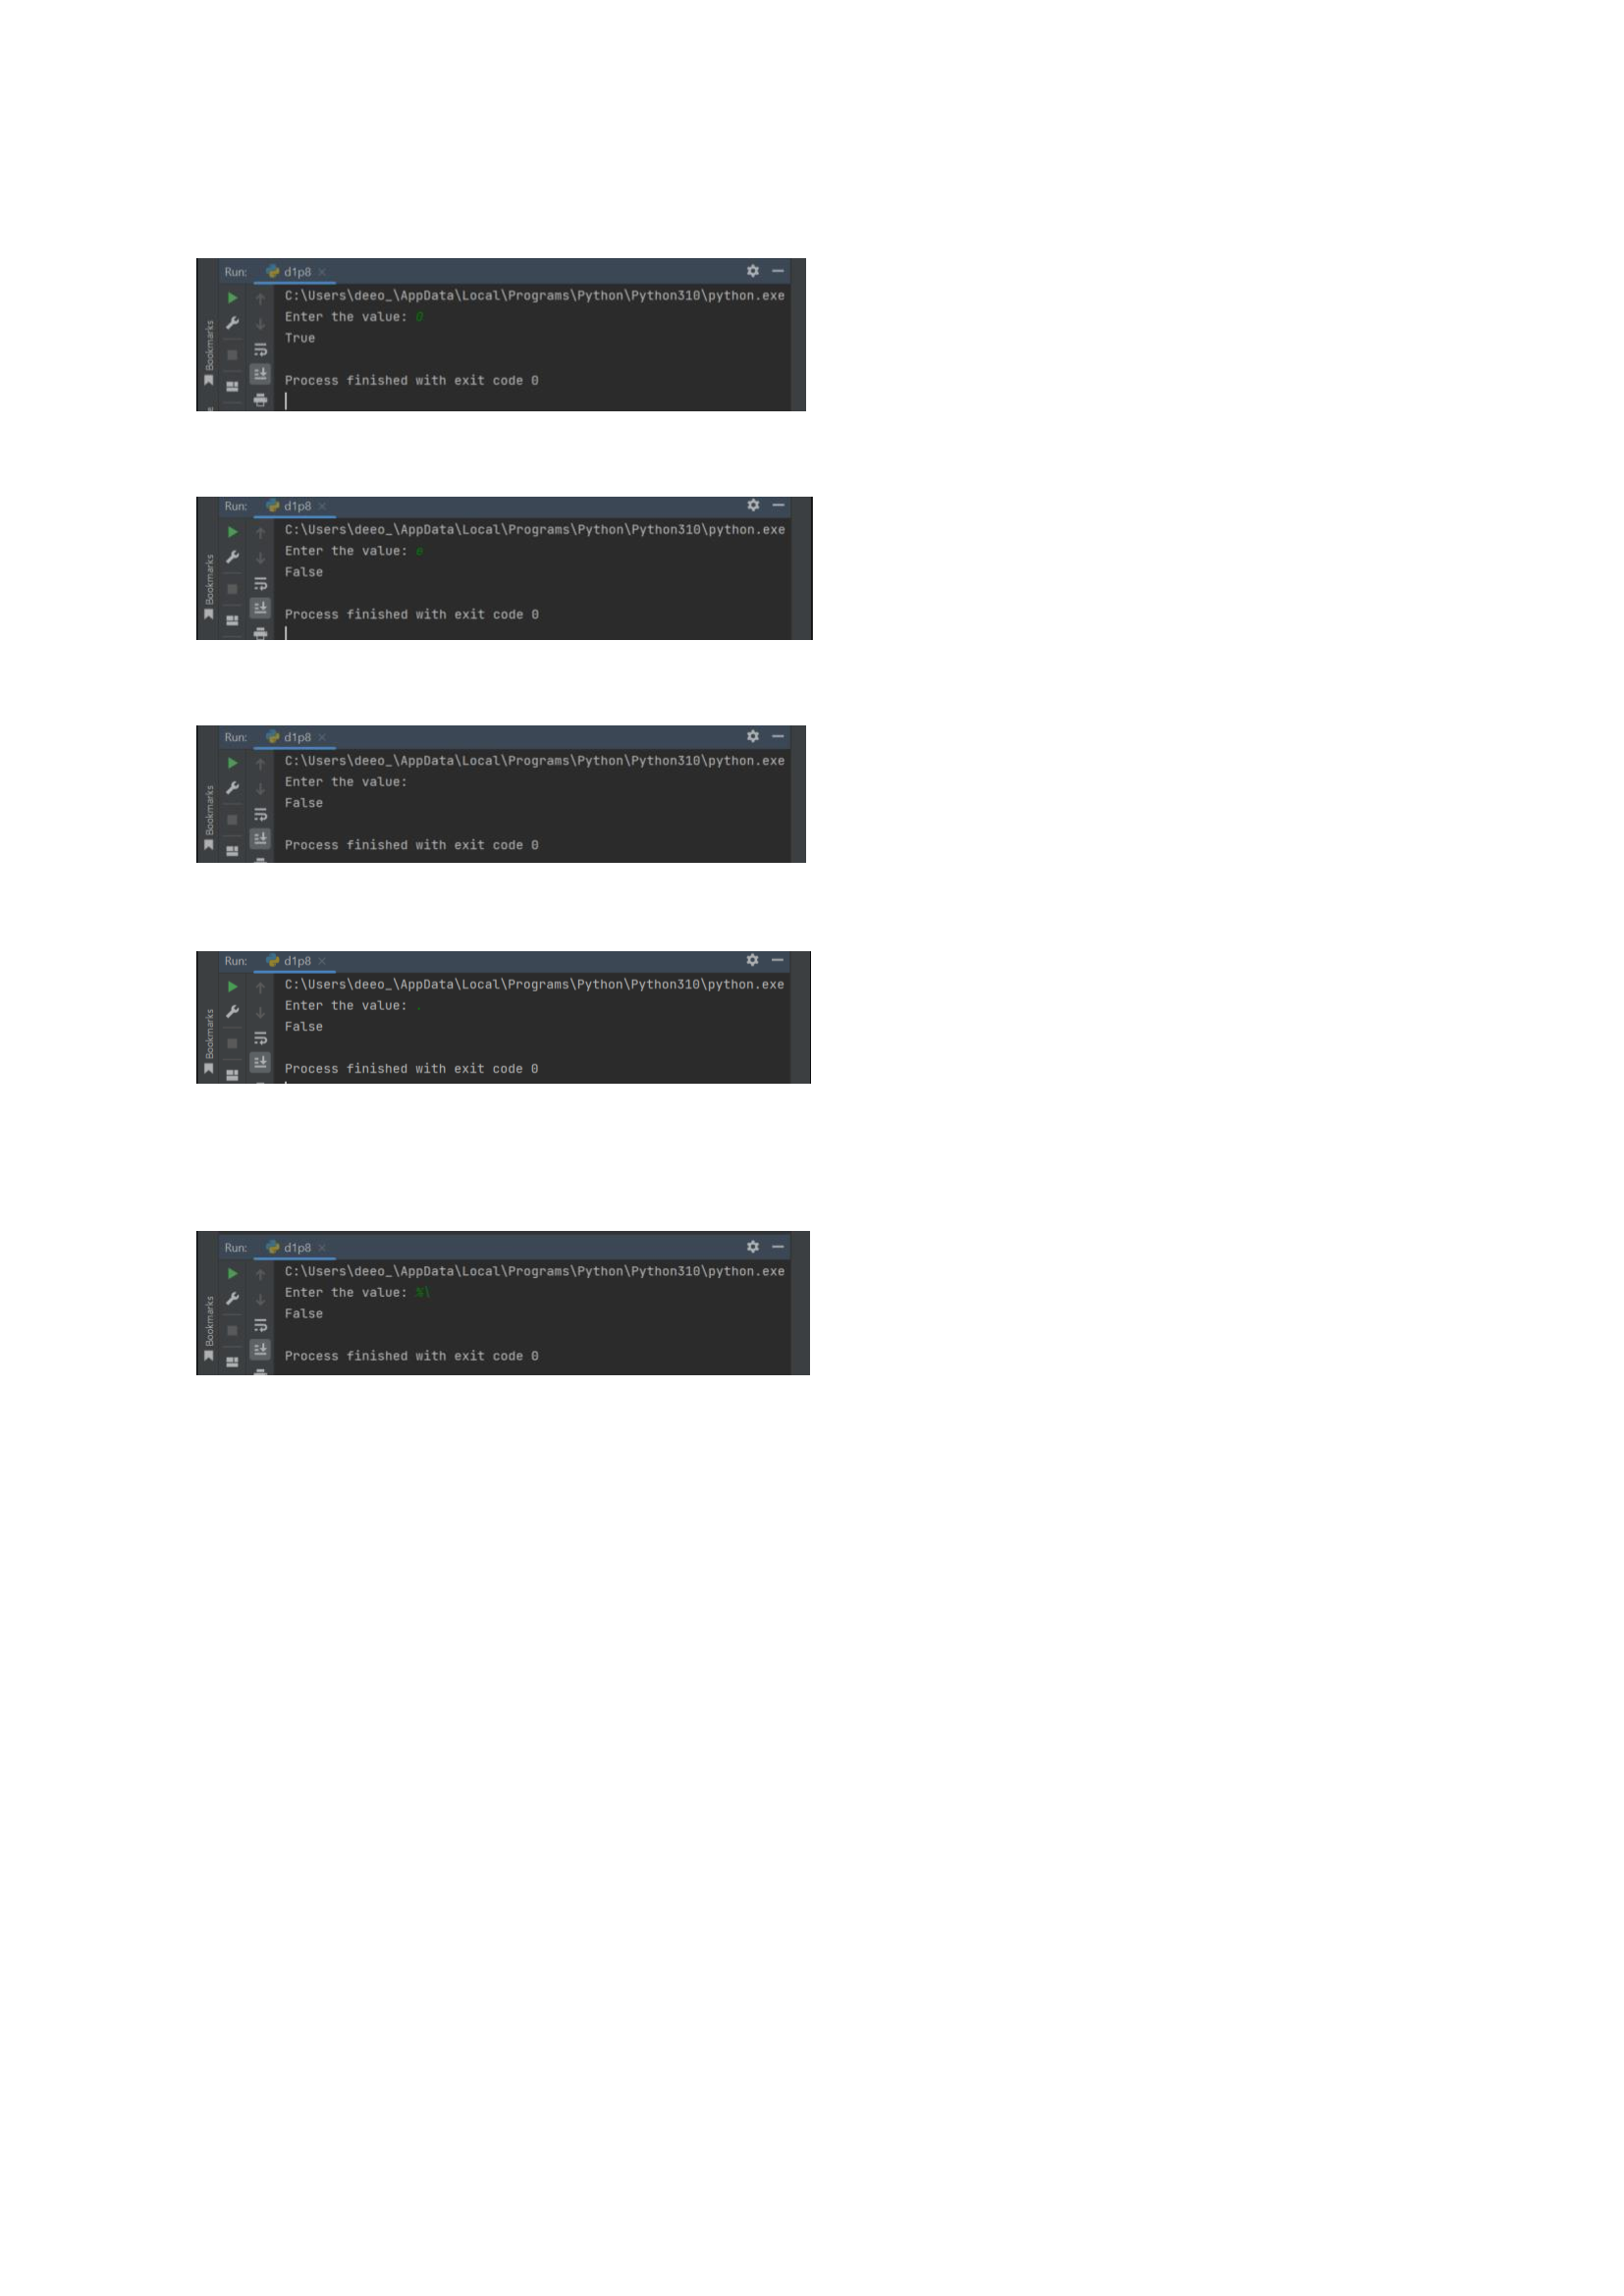 Run: d1p8
C:\Users\deeo_\AppData\Local\Programs\Python\Python310\python.exe
Enter the value: 0
True
Process finished with exit code 0
Bookmarks
Run: d1p8
C:\Users\deeo_\AppData\Local\Programs\Python\Python310\python.exe
Enter the value: e
False
Process finished with exit code 0
Bookmarks
Run: d1p8
C:\Users\deeo_\AppData\Local\Programs\Python\Python310\python.exe
Enter the value:
False
Process finished with exit code 0
Bookmarks
Run: d1p8
C:\Users\deeo_\AppData\Local\Programs\Python\Python310\python.exe
Enter the value: .
False
Process finished with exit code 0
Bookmarks
Run: d1p8
C:\Users\deeo_\AppData\Local\Programs\Python\Python310\python.exe
Enter the value: %\
False
Process finished with exit code 0
Bookmarks